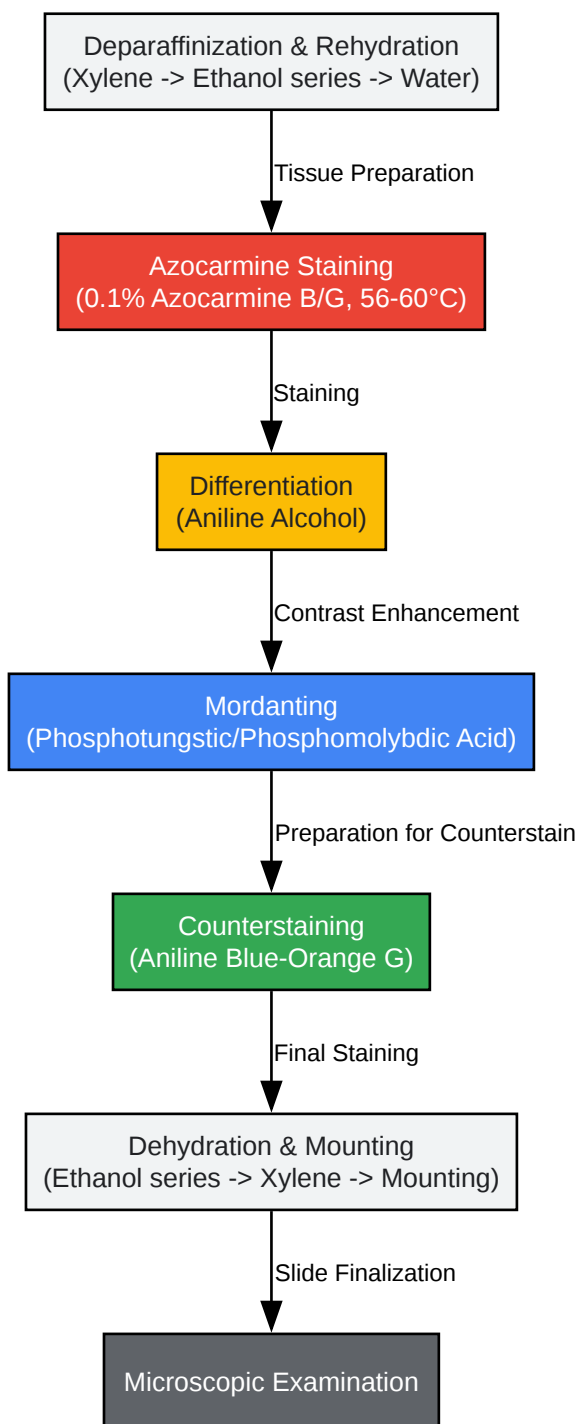 Deparaffinization & Rehydration
(Xylene -> Ethanol series -> Water)
Tissue Preparation
Azocarmine Staining
(0.1% Azocarmine B/G, 56-60°C)
Staining
Differentiation
(Aniline Alcohol)
Contrast Enhancement
Mordanting
(Phosphotungstic/Phosphomolybdic Acid)
Preparation for Counterstain
Counterstaining
(Aniline Blue-Orange G)
Final Staining
Dehydration & Mounting
(Ethanol series -> Xylene -> Mounting)
Slide Finalization
Microscopic Examination